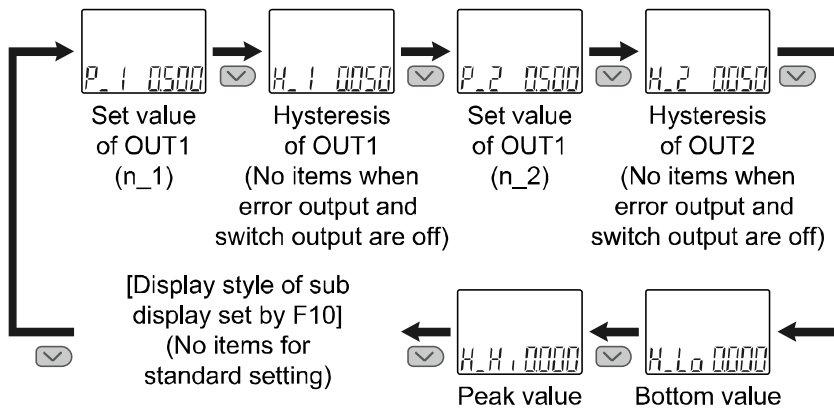 P_1 0.500
Set value
of OUT1
(n_1)
H_1 0.050
Hysteresis
of OUT1
(No items when
error output and
switch output are off)
P_2 0.500
Set value
of OUT1
(n_2)
H_2 0.050
Hysteresis
of OUT2
(No items when
error output and
switch output are off)
H_Lo 0.000
Bottom value
H_Hi 0.000
Peak value
[Display style of sub
display set by F10]
(No items for
standard setting)